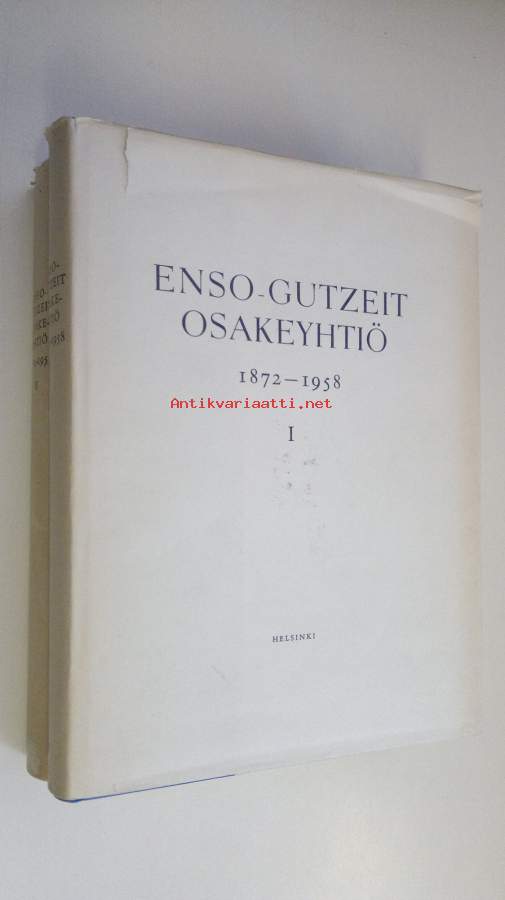 ENSO-GUTZEIT
OSAKEYHTIÖ
1872–1958
Antikvariaatti.net
I
HELSINKI